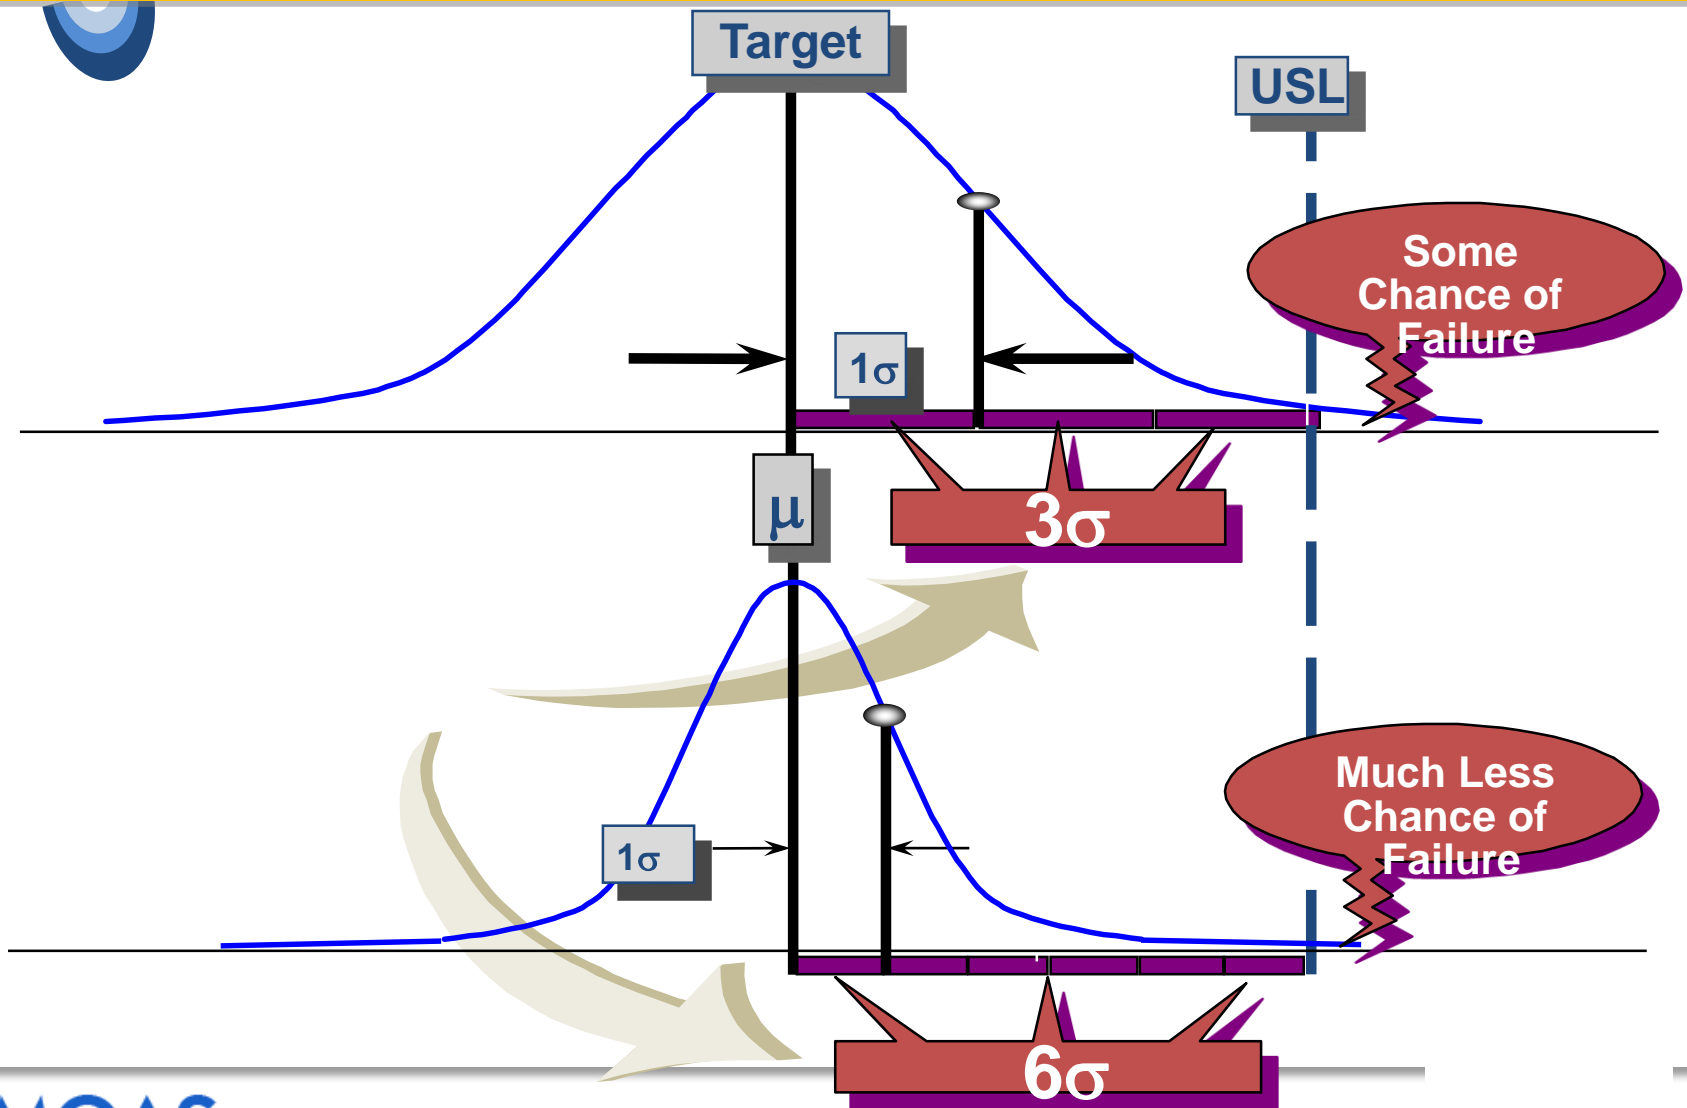 Target
USL
Some
Chance of
Failure
1σ
μ
3σ
Much Less
Chance of
Failure
1σ
6σ